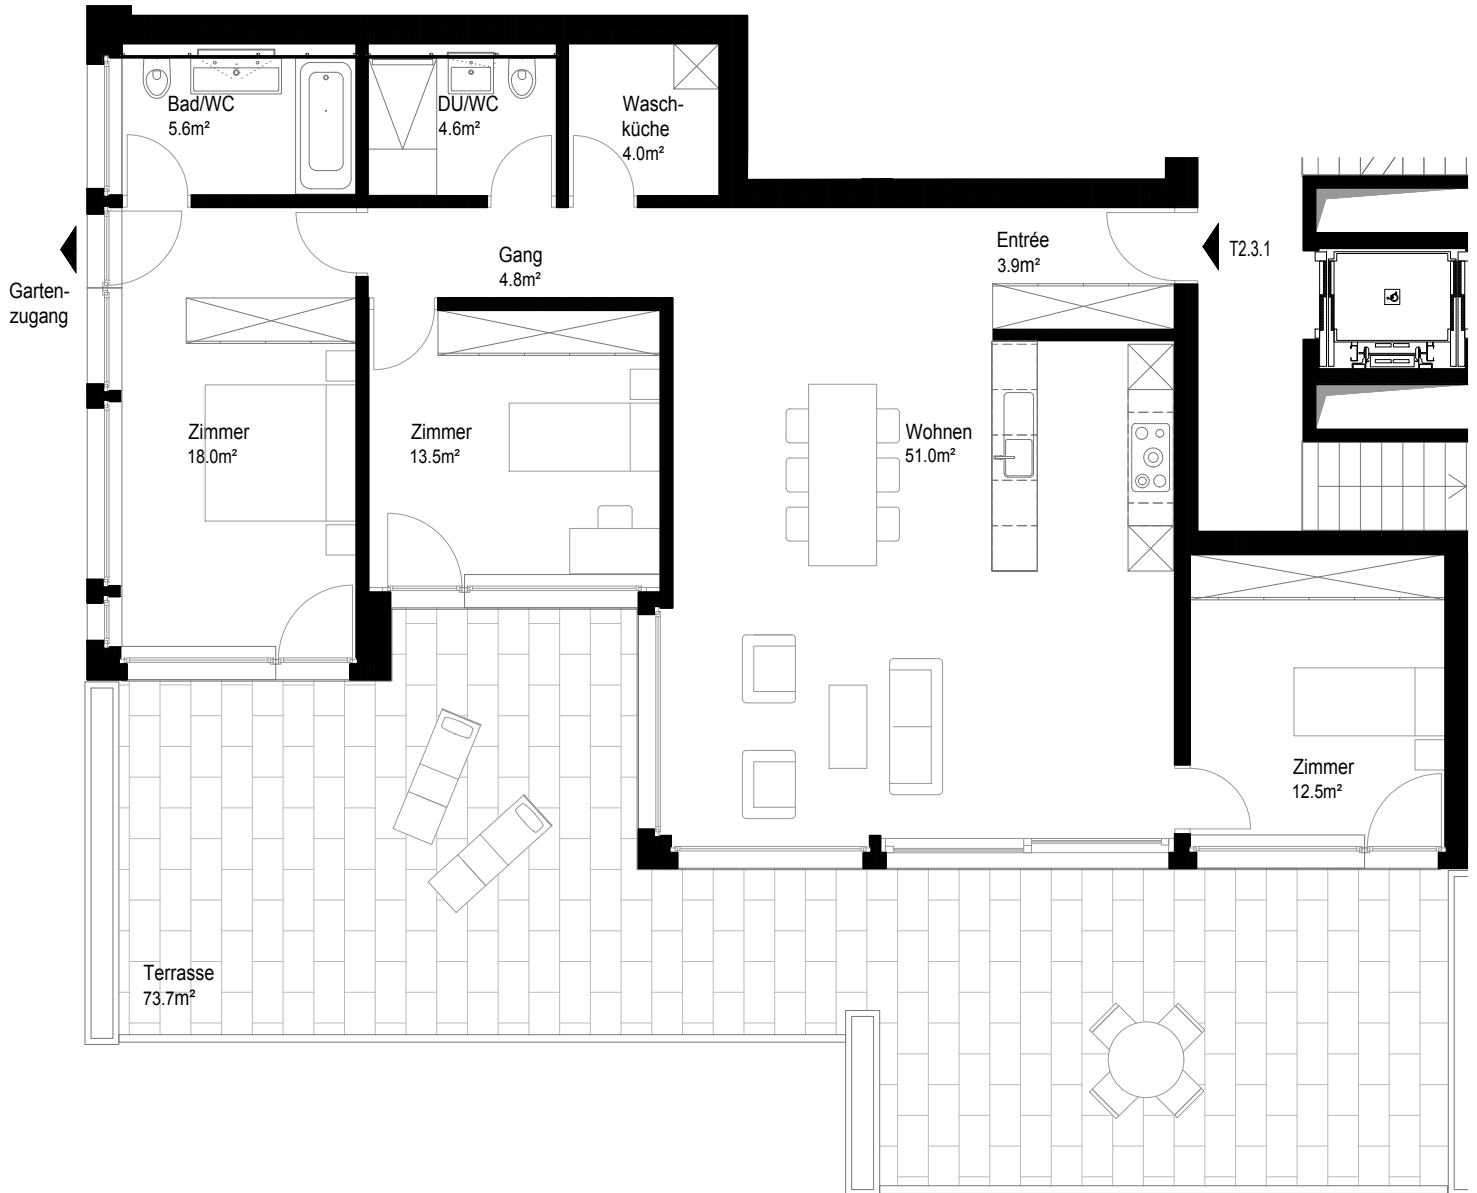 Bad/WC
5.6m²
DU/WC
4.6m²
Wasch-
küche
4.0m²
Gang
4.8m²
Entrée
3.9m²
T2.3.1
Garten-
zugang
Zimmer
18.0m²
Zimmer
13.5m²
Wohnen
51.0m²
Zimmer
12.5m²
Terrasse
73.7m²